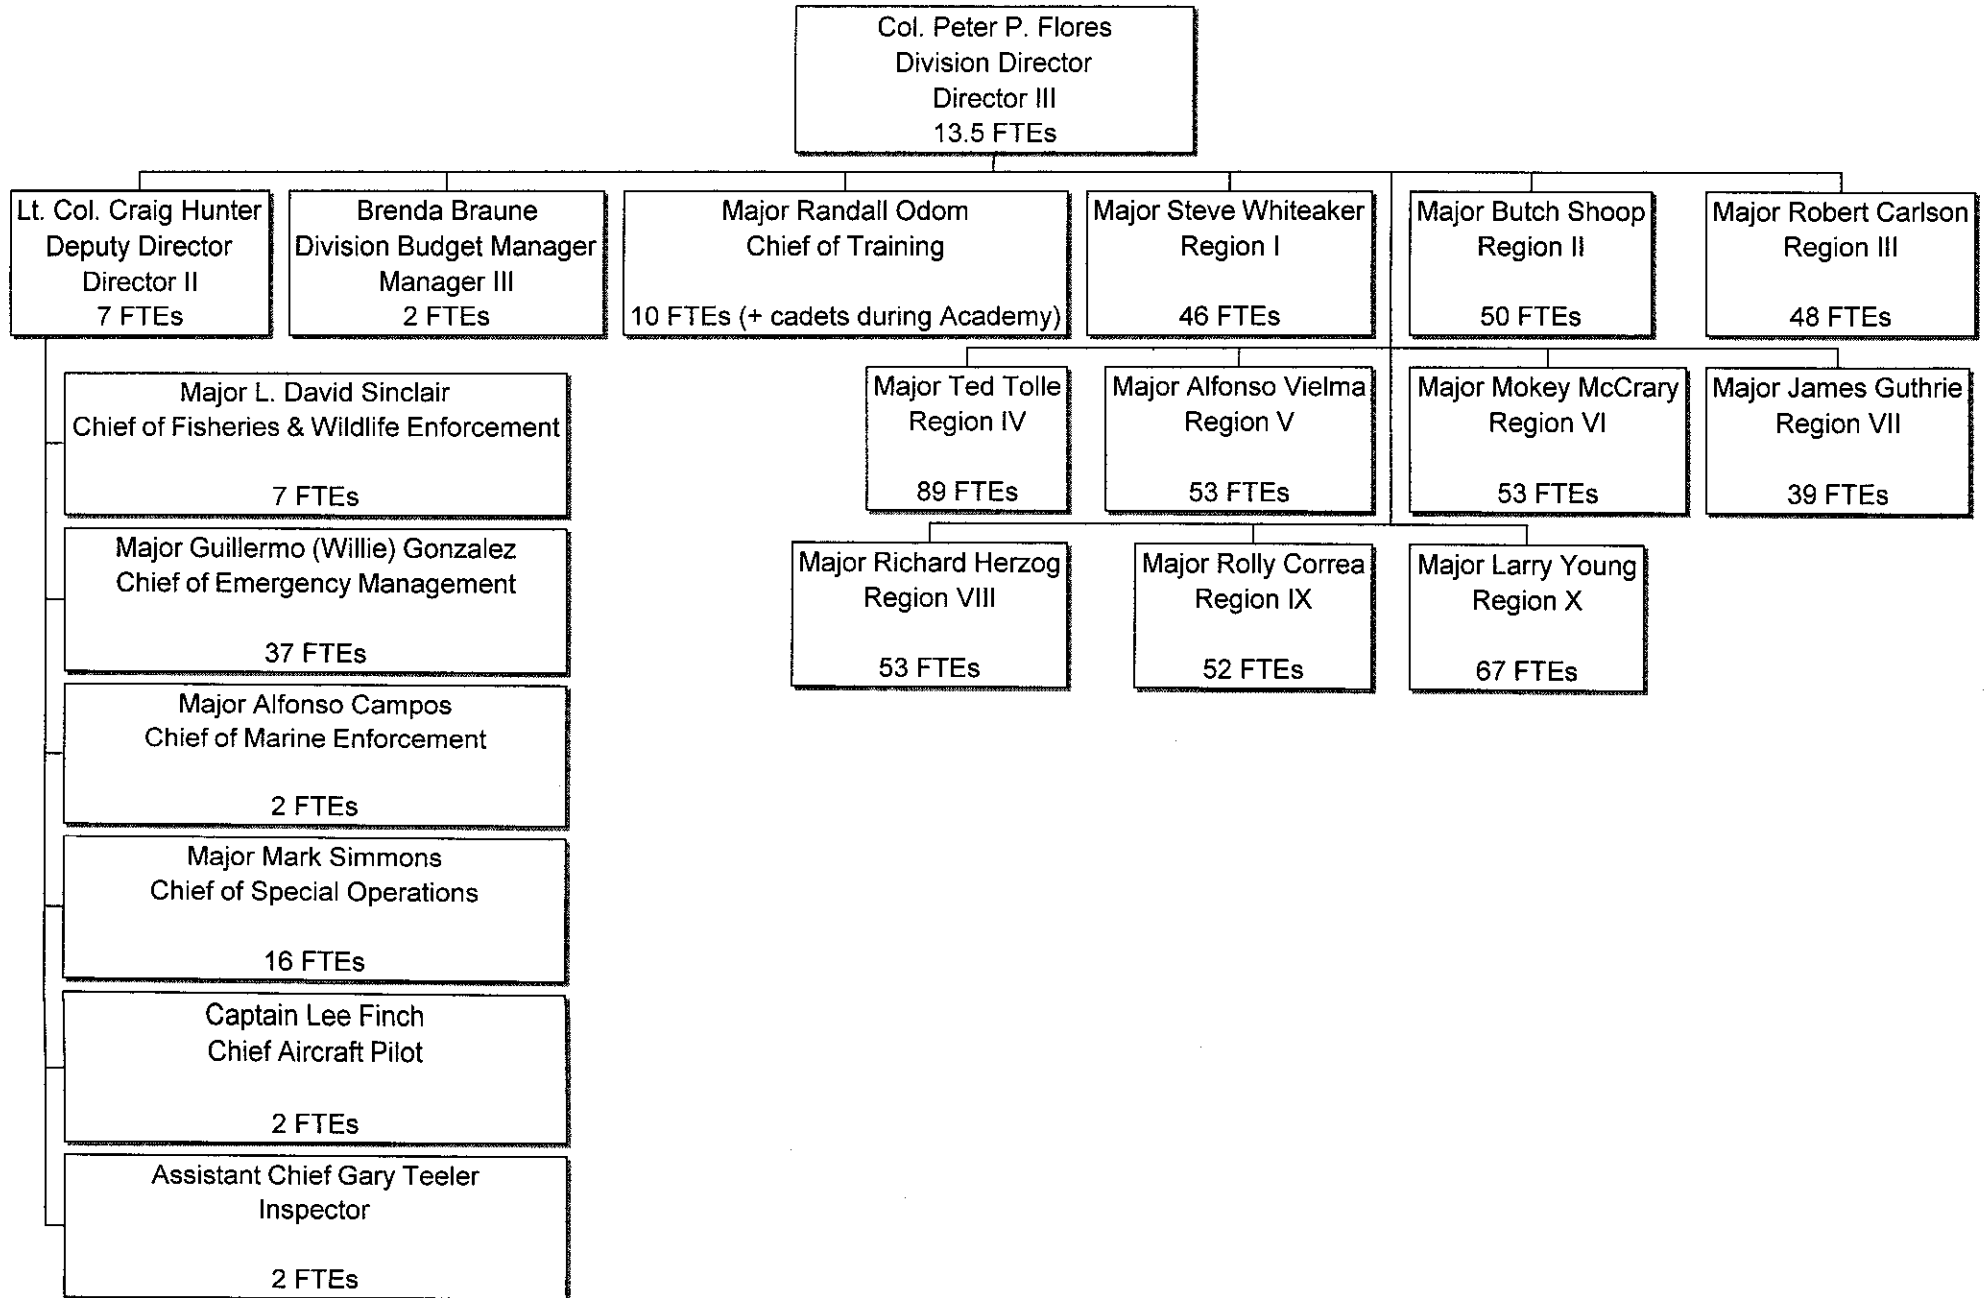 Col. Peter P. Flores
Division Director
Director III
13.5 FTEs
Lt. Col. Craig Hunter
Deputy Director
Director II
7 FTEs
Brenda Braune
Division Budget Manager
Manager III
2 FTEs
Major Randall Odom
Chief of Training
10 FTEs (+ cadets during Academy)
Major Steve Whiteaker
Region I
46 FTEs
Major Butch Shoop
Region II
50 FTEs
Major Robert Carlson
Region III
48 FTEs
Major L. David Sinclair
Chief of Fisheries & Wildlife Enforcement
7 FTEs
Major Guillermo (Willie) Gonzalez
Chief of Emergency Management
37 FTEs
Major Alfonso Campos
Chief of Marine Enforcement
2 FTEs
Major Mark Simmons
Chief of Special Operations
16 FTEs
Captain Lee Finch
Chief Aircraft Pilot
2 FTEs
Assistant Chief Gary Teeler
Inspector
2 FTEs
Major Ted Tolle
Region IV
89 FTEs
Major Alfonso Vielma
Region V
53 FTEs
Major Mokey McCrary
Region VI
53 FTEs
Major James Guthrie
Region VII
39 FTEs
Major Richard Herzog
Region VIII
53 FTEs
Major Rolly Correa
Region IX
52 FTEs
Major Larry Young
Region X
67 FTEs